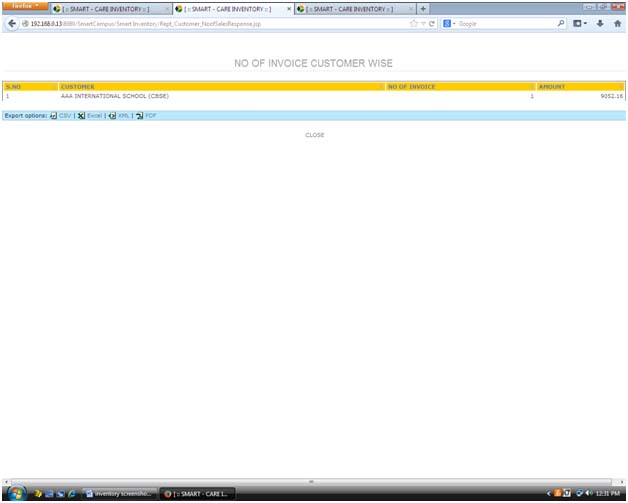 Firefox
[ :: SMART - CARE INVENTORY :: ]
[ :: SMART - CARE INVENTORY :: ]
[ :: SMART - CARE INVENTORY :: ]
192.168.0.13:8080/SmartCampus/Smart Inventory/Rept_Customer_NoofSelesResponse.jsp
Google
NO OF INVOICE CUSTOMER WISE
S.NO CUSTOMER NO OF INVOICE AMOUNT
1 AAA INTERNATIONAL SCHOOL (CBSE) 1 9052.16
Export options: CSV | Excel | XML | PDF
CLOSE
inventory screensho...
[ :: SMART - CARE I...
12:31 PM